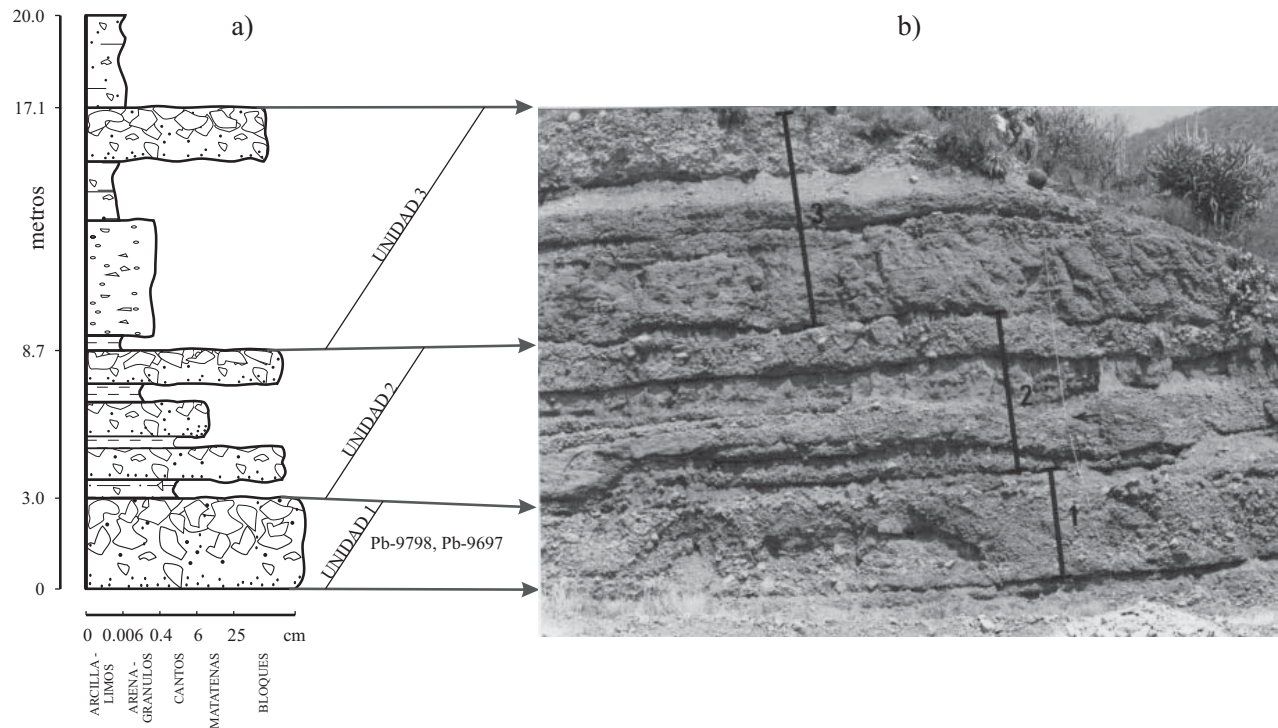 a)
b)
20.0
17.1
8.7
3.0
0
metros
UNIDAD 3
UNIDAD 2
UNIDAD 1
Pb-9798, Pb-9697
3
2
1
0 0.006 0.4 6 25 cm
ARCILLA -
LIMOS
ARENA -
GRANULOS
CANTOS
MATATENAS
BLOQUES